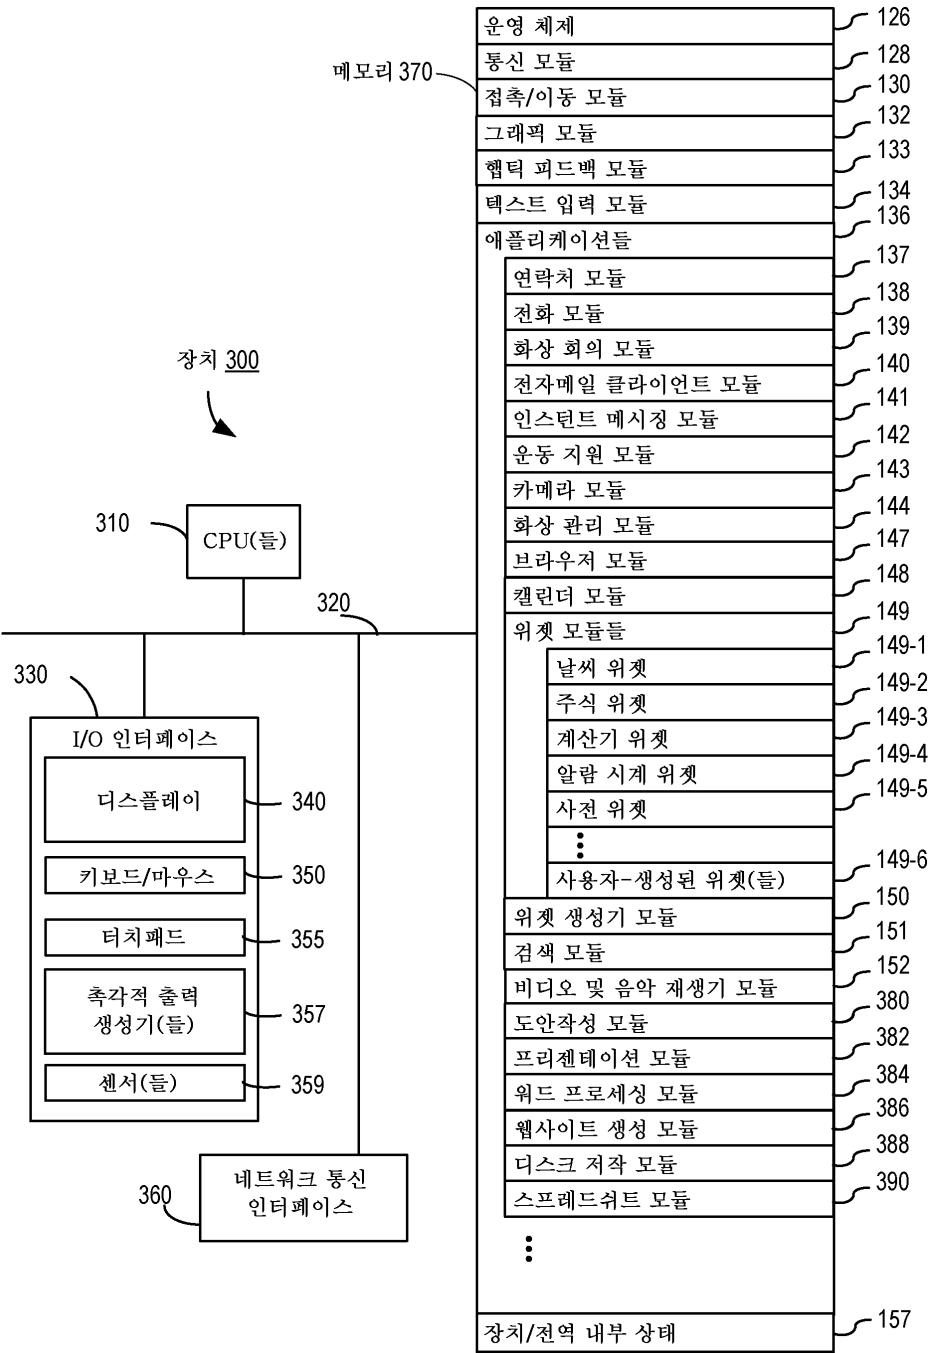 장치 300
310
CPU(들)
320
330
I/O 인터페이스
디스플레이
340
키보드/마우스
350
터치패드
355
촉각적 출력
생성기(들)
357
센서(들)
359
360
네트워크 통신
인터페이스
메모리 370
운영 체제 126
통신 모듈 128
접촉/이동 모듈 130
그래픽 모듈 132
햅틱 피드백 모듈 133
텍스트 입력 모듈 134
애플리케이션들 136
연락처 모듈 137
전화 모듈 138
화상 회의 모듈 139
전자메일 클라이언트 모듈 140
인스턴트 메시징 모듈 141
운동 지원 모듈 142
카메라 모듈 143
화상 관리 모듈 144
브라우저 모듈 147
캘린더 모듈 148
위젯 모듈들 149
날씨 위젯 149-1
주식 위젯 149-2
계산기 위젯 149-3
알람 시계 위젯 149-4
사전 위젯 149-5
사용자-생성된 위젯(들) 149-6
위젯 생성기 모듈 150
검색 모듈 151
비디오 및 음악 재생기 모듈 152
도안작성 모듈 380
프리젠테이션 모듈 382
워드 프로세싱 모듈 384
웹사이트 생성 모듈 386
디스크 저작 모듈 388
스프레드쉬트 모듈 390
장치/전역 내부 상태 157